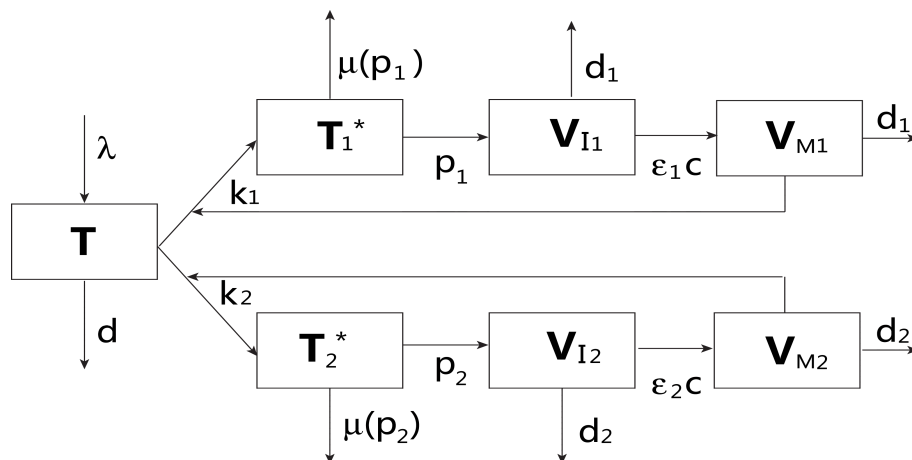 μ(p₁)
d₁
λ
T₁*
V_I1
V_M1
d₁
p₁
ε₁c
k₁
T
k₂
d
T₂*
V_I2
V_M2
d₂
p₂
ε₂c
μ(p₂)
d₂